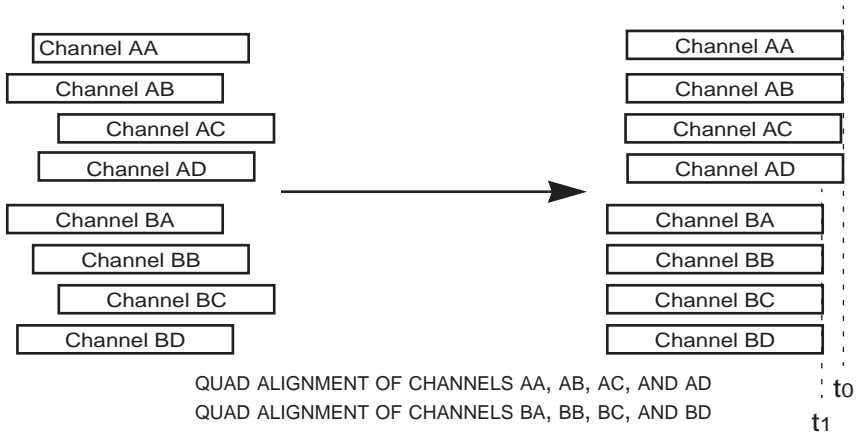 Channel AA
Channel AB
Channel AC
Channel AD
Channel BA
Channel BB
Channel BC
Channel BD
Channel AA
Channel AB
Channel AC
Channel AD
Channel BA
Channel BB
Channel BC
Channel BD
QUAD ALIGNMENT OF CHANNELS AA, AB, AC, AND AD
QUAD ALIGNMENT OF CHANNELS BA, BB, BC, AND BD
t0
t1